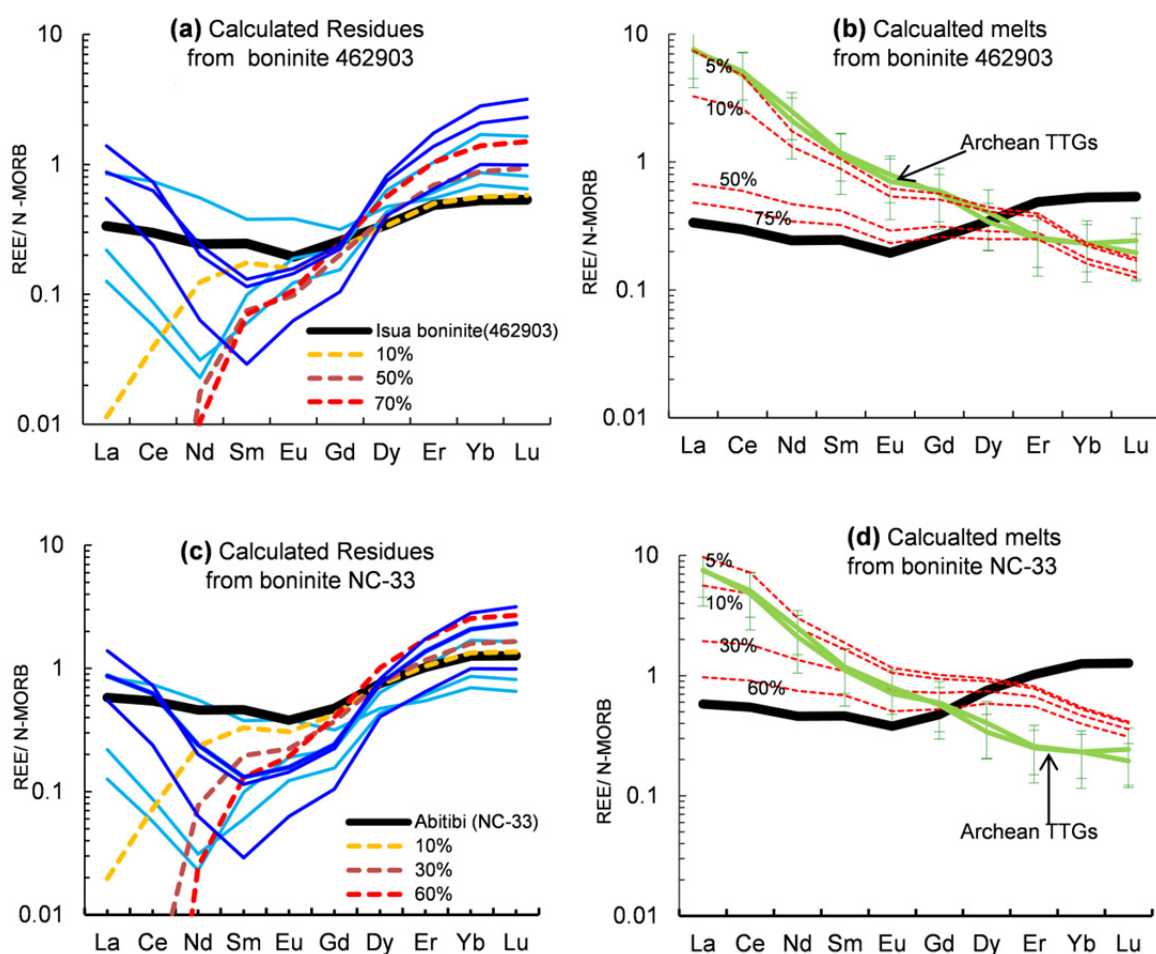 (a) Calculated Residues
from boninite 462903
REE/ N -MORB
10
1
0.1
0.01
Isua boninite(462903)
10%
50%
70%
La Ce Nd Sm Eu Gd Dy Er Yb Lu
(b) Calcualted melts
from boninite 462903
REE/ N-MORB
10
1
0.1
0.01
5%
10%
50%
75%
Archean TTGs
La Ce Nd Sm Eu Gd Dy Er Yb Lu
(c) Calculated Residues
from boninite NC-33
REE/ N-MORB
10
1
0.1
0.01
Abitibi (NC-33)
10%
30%
60%
La Ce Nd Sm Eu Gd Dy Er Yb Lu
(d) Calcualted melts
from boninite NC-33
REE/ N-MORB
10
1
0.1
0.01
5%
10%
30%
60%
Archean TTGs
La Ce Nd Sm Eu Gd Dy Er Yb Lu